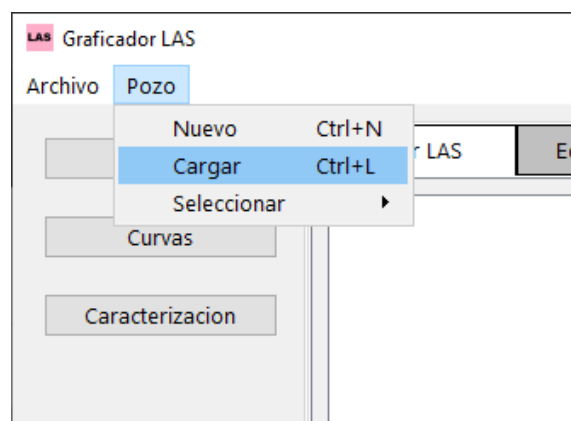 LAS Graficador LAS
Archivo Pozo
Nuevo Ctrl+N
Cargar Ctrl+L
Seleccionar
LAS
Curvas
Caracterizacion